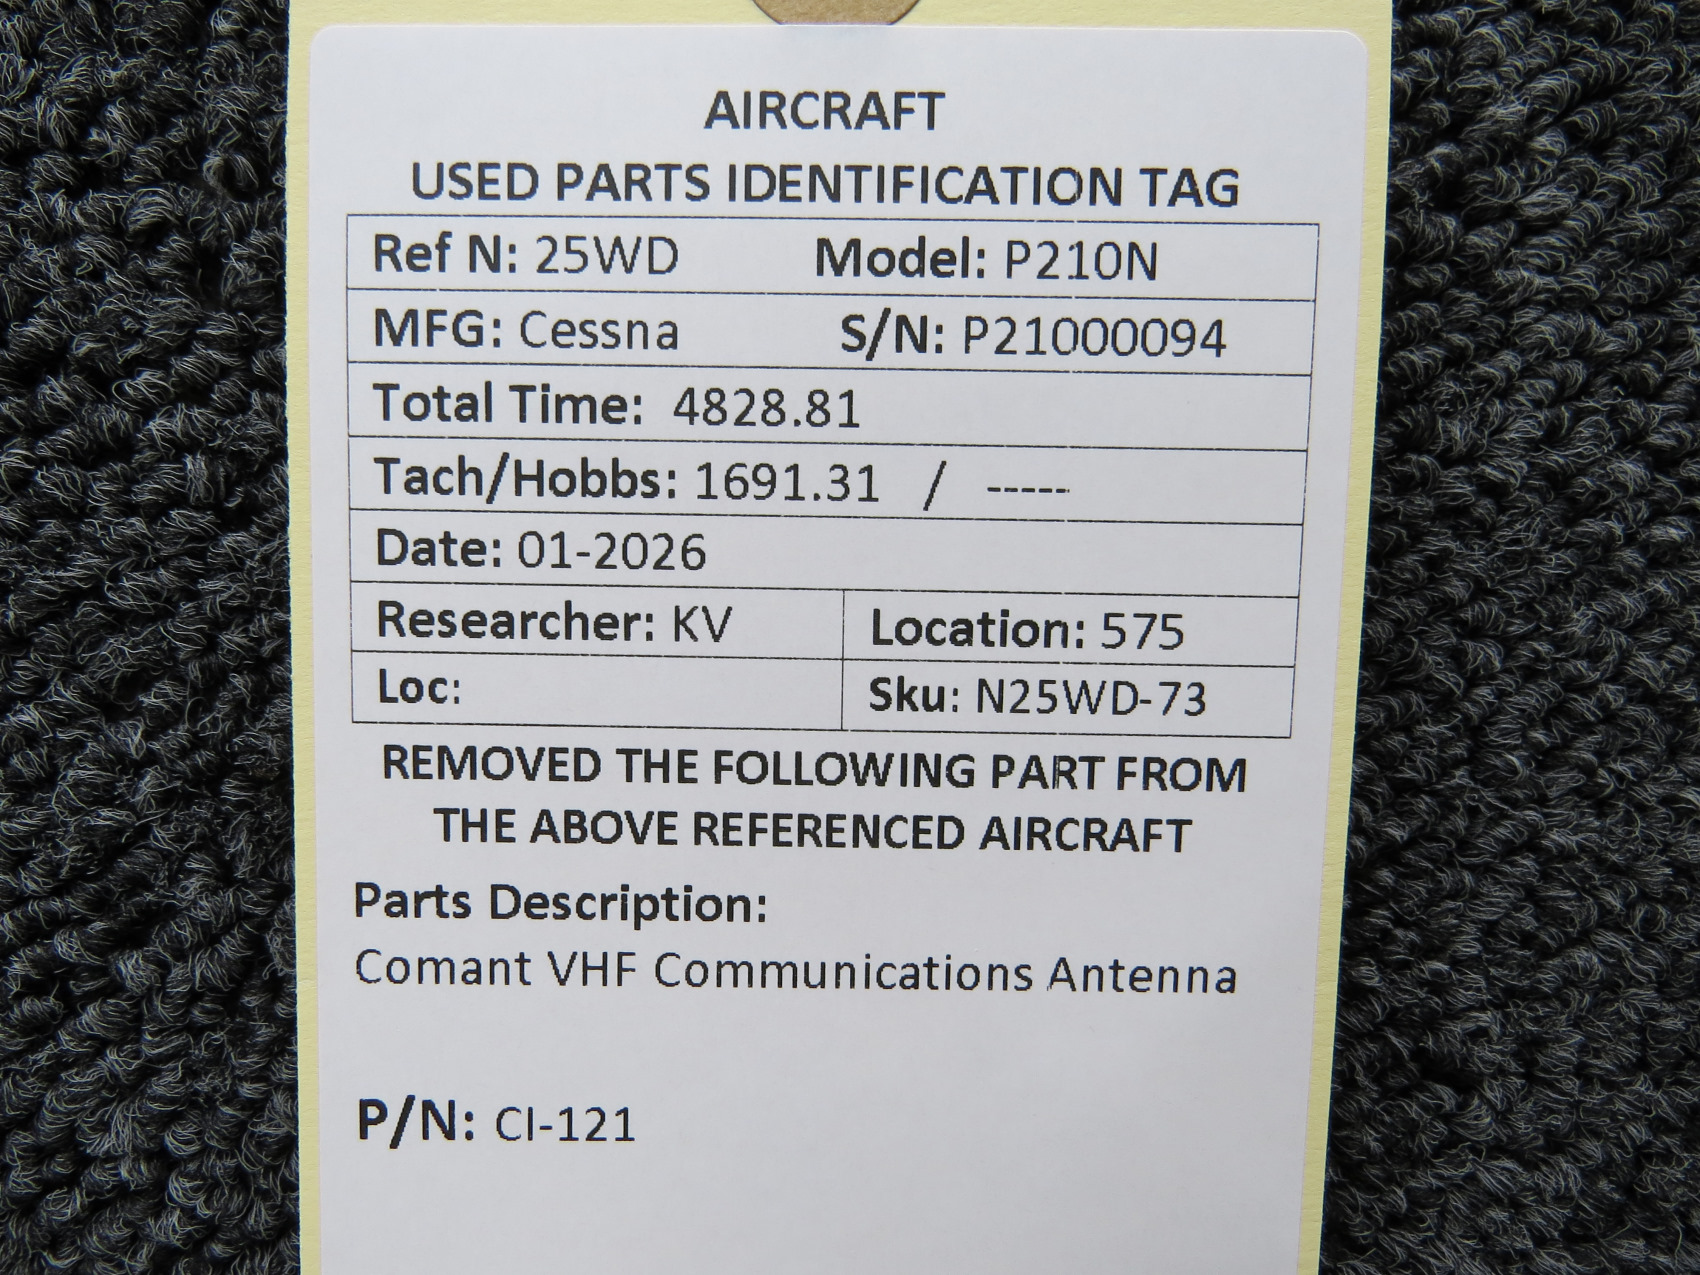 AIRCRAFT
USED PARTS IDENTIFICATION TAG
Ref N: 25WD Model: P210N
MFG: Cessna S/N: P21000094
Total Time: 4828.81
Tach/Hobbs: 1691.31 / -----
Date: 01-2026
Researcher: KV Location: 575
Loc: Sku: N25WD-73
REMOVED THE FOLLOWING PART FROM
THE ABOVE REFERENCED AIRCRAFT
Parts Description:
Comant VHF Communications Antenna
P/N: CI-121